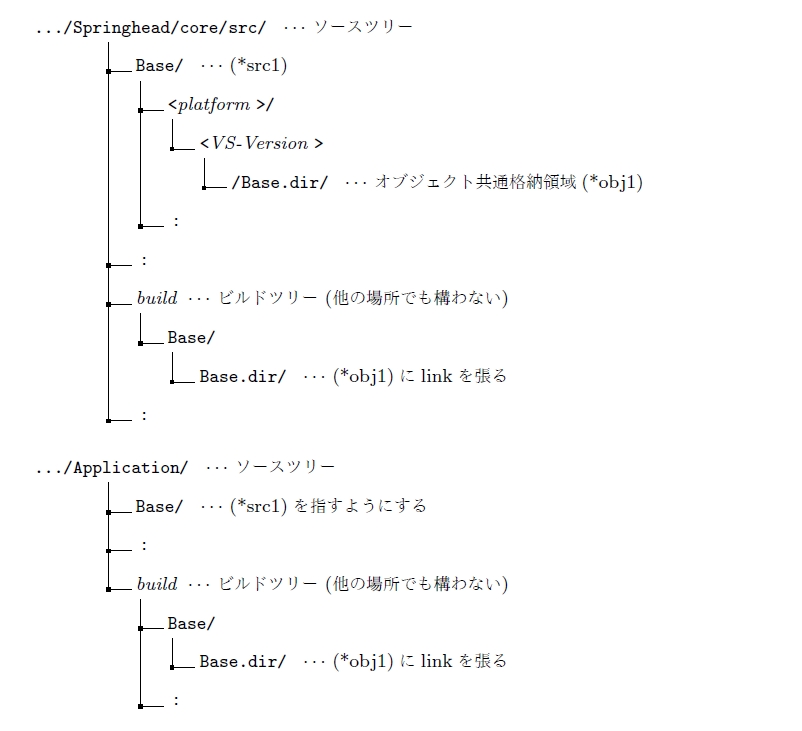 .../Springhead/core/src/ ··· ソースツリー
Base/ ··· (*src1)
<platform >/
<VS-Version >
/Base.dir/ ··· オブジェクト共通格納領域 (*obj1)
:
:
build ··· ビルドツリー (他の場所でも構わない)
Base/
Base.dir/ ··· (*obj1) に link を張る
:
.../Application/ ··· ソースツリー
Base/ ··· (*src1) を指すようにする
:
build ··· ビルドツリー (他の場所でも構わない)
Base/
Base.dir/ ··· (*obj1) に link を張る
: